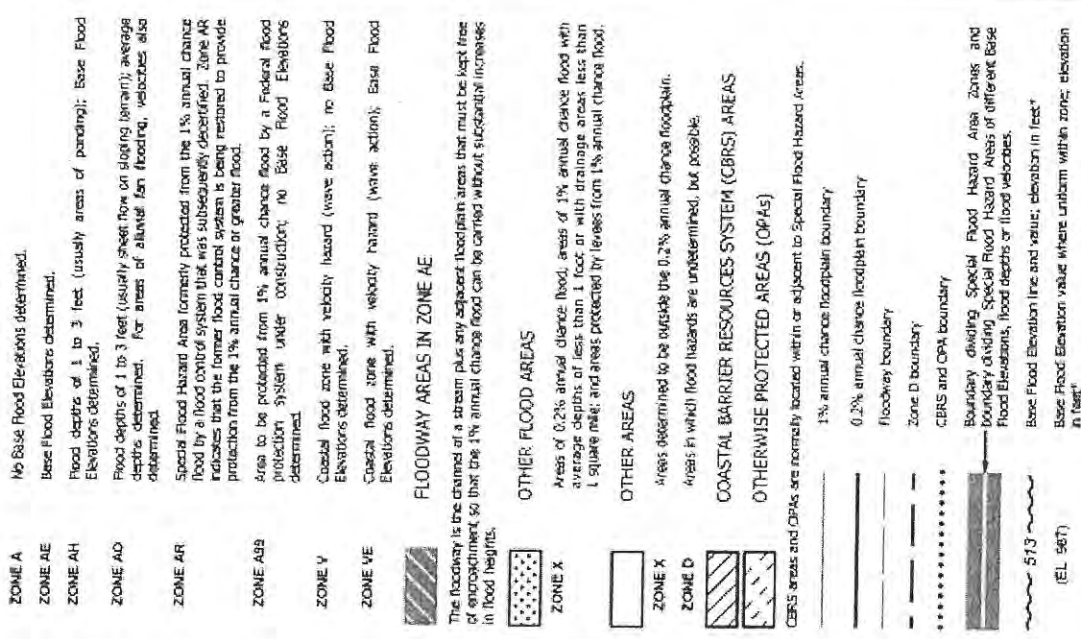 ZONE A No Base Flood Elevations determined.
ZONE AE Base Flood Elevations determined.
ZONE AH Flood depths of 1 to 3 feet (usually areas of ponding); Base Flood
Elevations determined.
ZONE AO Flood depths of 1 to 3 feet (usually sheet flow on sloping terrain); average
depths determined. For areas of alluvial fan flooding, velocities also
determined.
ZONE AR Special Flood Hazard Area formerly protected from the 1% annual chance
flood by a flood control system that was subsequently decertified. Zone AR
indicates that the former flood control system is being restored to provide
protection from the 1% annual chance or greater flood.
ZONE A99 Area to be protected from 1% annual chance flood by a Federal flood
protection system under construction; no Base Flood Elevations
determined.
ZONE V Coastal flood zone with velocity hazard (wave action); no Base Flood
Elevations determined.
ZONE VE Coastal flood zone with velocity hazard (wave action); Base Flood
Elevations determined.
FLOODWAY AREAS IN ZONE AE
The floodway is the channel of a stream plus any adjacent floodplain areas that must be kept free
of encroachment so that the 1% annual chance flood can be carried without substantial increases
in flood heights.
OTHER FLOOD AREAS
ZONE X Areas of 0.2% annual chance flood; areas of 1% annual chance flood with
average depths of less than 1 foot or with drainage areas less than
1 square mile; and areas protected by levees from 1% annual chance flood.
OTHER AREAS
ZONE X Areas determined to be outside the 0.2% annual chance floodplain.
ZONE D Areas in which flood hazards are undetermined, but possible.
COASTAL BARRIER RESOURCES SYSTEM (CBRS) AREAS
OTHERWISE PROTECTED AREAS (OPAs)
CBRS areas and OPAs are normally located within or adjacent to Special Flood Hazard Areas.
1% annual chance floodplain boundary
0.2% annual chance floodplain boundary
Floodway boundary
Zone D boundary
CBRS and OPA boundary
Boundary dividing Special Flood Hazard Area Zones and
boundary dividing Special Flood Hazard Areas of different Base
Flood Elevations, flood depths or flood velocities.
513 Base Flood Elevation line and value; elevation in feet*
(EL 987) Base Flood Elevation value where uniform within zone; elevation
in feet*